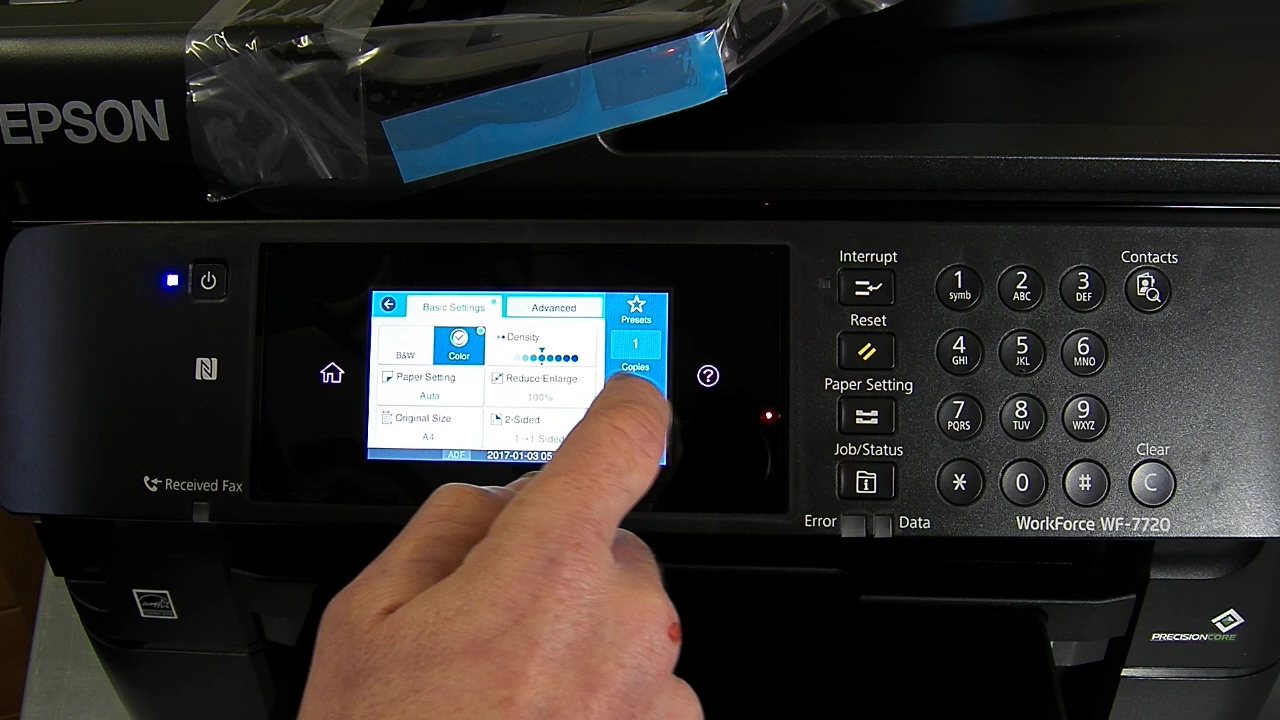 EPSON
Basic Settings
Advanced
Presets
B&W
Color
Density
1
Copies
Paper Setting
Auto
Reduce/Enlarge
100%
Original Size
A4
2-Sided
1→1-Sided
ADF
2017-01-03 05
Received Fax
Interrupt
Reset
Paper Setting
Job/Status
Error
Data
Contacts
1
symb
2
ABC
3
DEF
4
GHI
5
JKL
6
MNO
7
PQRS
8
TUV
9
WXYZ
*
0
#
Clear
C
WorkForce WF-7720
PRECISIONCORE